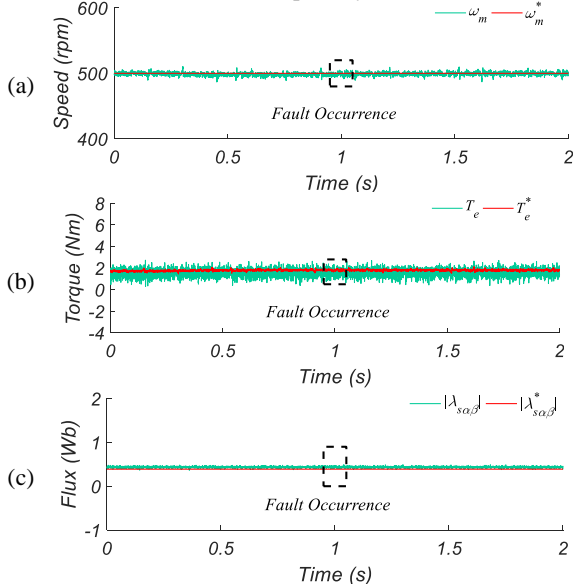 ω_m ω_m^*
600
500
400
Speed (rpm)
(a)
Fault Occurrence
0 0.5 1 1.5 2
Time (s)
T_e T_e^*
8
6
4
2
0
-2
-4
Torque (Nm)
(b)
Fault Occurrence
0 0.5 1 1.5 2
Time (s)
|λ_sαβ| |λ_sαβ^*|
2
1
0
-1
Flux (Wb)
(c)
Fault Occurrence
0 0.5 1 1.5 2
Time (s)